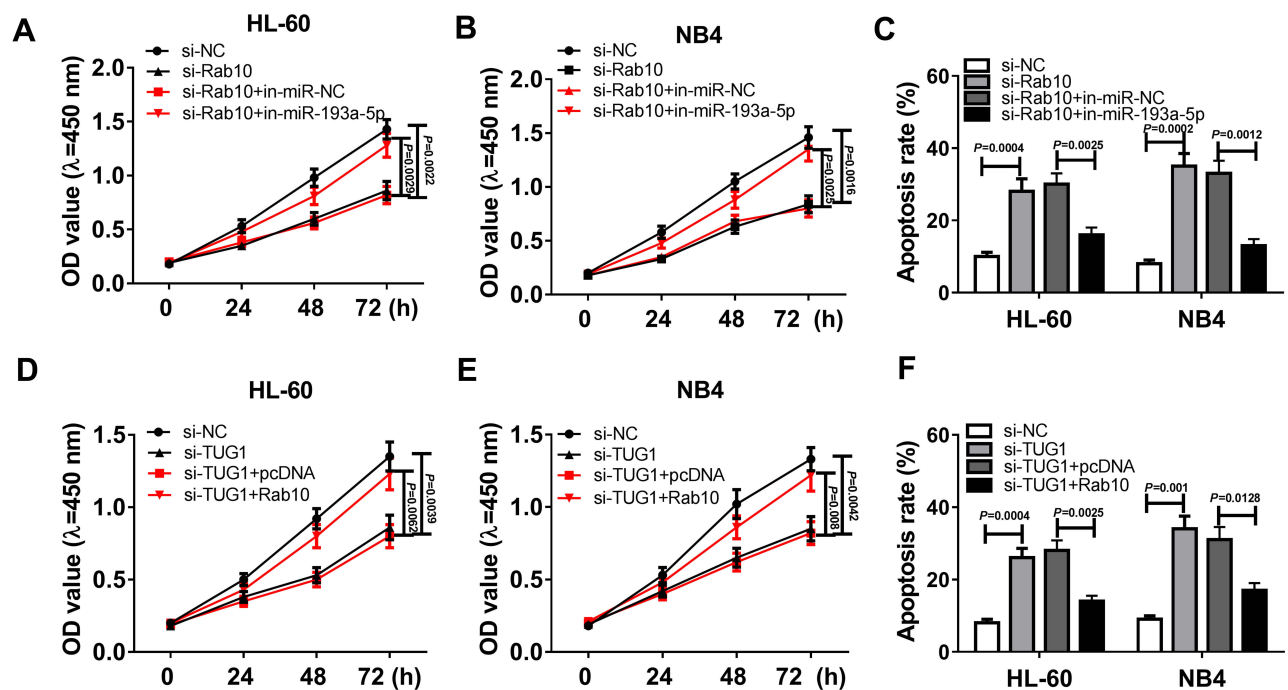 A
HL-60
si-NC
si-Rab10
si-Rab10+in-miR-NC
si-Rab10+in-miR-193a-5p
OD value (λ=450 nm)
2.0
1.5
1.0
0.5
0.0
0 24 48 72 (h)
P=0.0029
P=0.0022
B
NB4
si-NC
si-Rab10
si-Rab10+in-miR-NC
si-Rab10+in-miR-193a-5p
OD value (λ=450 nm)
2.0
1.5
1.0
0.5
0.0
0 24 48 72 (h)
P=0.0025
P=0.0016
C
si-NC
si-Rab10
si-Rab10+in-miR-NC
si-Rab10+in-miR-193a-5p
Apoptosis rate (%)
60
40
20
0
P=0.0004
P=0.0025
P=0.0002
P=0.0012
HL-60 NB4
D
HL-60
si-NC
si-TUG1
si-TUG1+pcDNA
si-TUG1+Rab10
OD value (λ=450 nm)
1.5
1.0
0.5
0.0
0 24 48 72 (h)
P=0.0062
P=0.0039
E
NB4
si-NC
si-TUG1
si-TUG1+pcDNA
si-TUG1+Rab10
OD value (λ=450 nm)
1.5
1.0
0.5
0.0
0 24 48 72 (h)
P=0.008
P=0.0042
F
si-NC
si-TUG1
si-TUG1+pcDNA
si-TUG1+Rab10
Apoptosis rate (%)
60
40
20
0
P=0.0004
P=0.0025
P=0.001
P=0.0128
HL-60 NB4